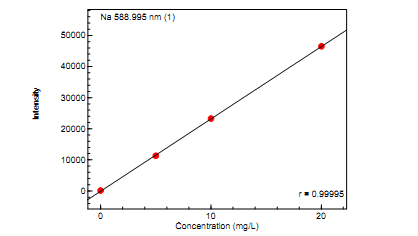 Na 588.995 nm (1)
50000
40000
30000
20000
10000
0
Intensity
r = 0.99995
0
10
20
Concentration (mg/L)